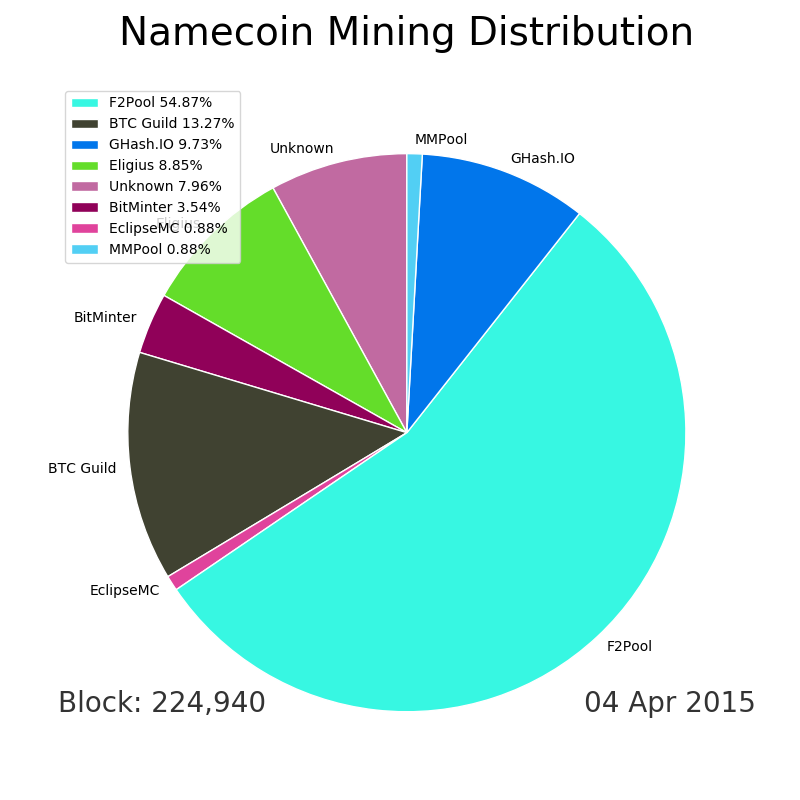 Namecoin Mining Distribution
F2Pool 54.87%
BTC Guild 13.27%
GHash.IO 9.73%
Eligius 8.85%
Unknown 7.96%
BitMinter 3.54%
EclipseMC 0.88%
MMPool 0.88%
MMPool
Unknown
GHash.IO
Eligius
BitMinter
BTC Guild
EclipseMC
F2Pool
Block: 224,940
04 Apr 2015